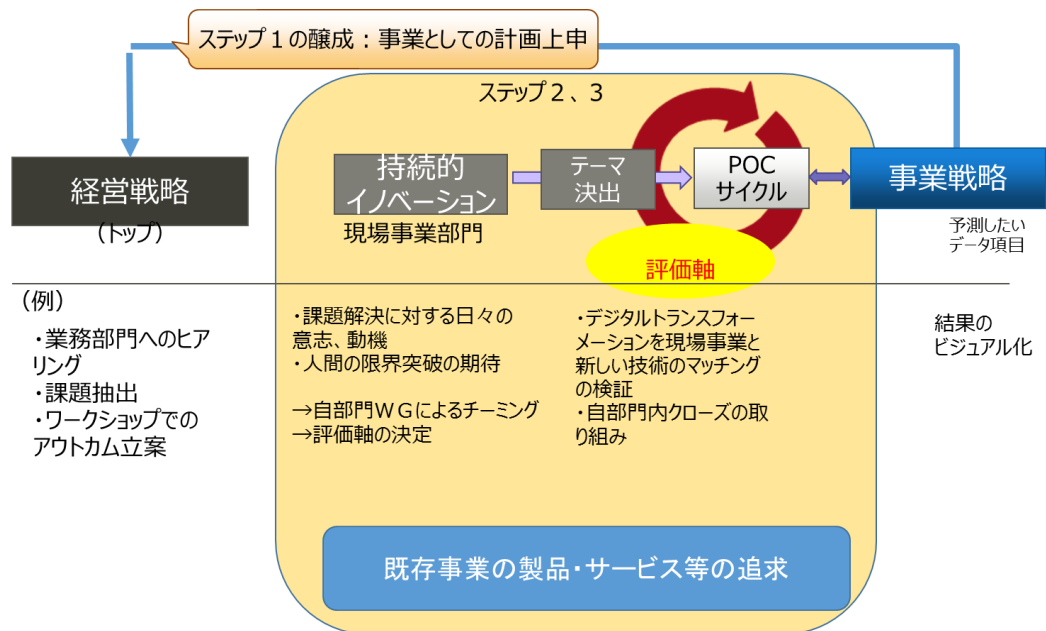 ステップ1の醸成：事業としての計画上申
ステップ2、3
経営戦略
(トップ)
持続的
イノベーション
現場事業部門
テーマ
決出
POC
サイクル
事業戦略
予測したい
データ項目
評価軸
(例)
・業務部門へのヒア
リング
・課題抽出
・ワークショップでの
アウトカム立案
・課題解決に対する日々の
意志、動機
・人間の限界突破の期待
→自部門WGによるチーミング
→評価軸の決定
・デジタルトランスフォー
メーションを現場事業と
新しい技術のマッチング
の検証
・自部門内クローズの取
り組み
結果の
ビジュアル化
既存事業の製品・サービス等の追求